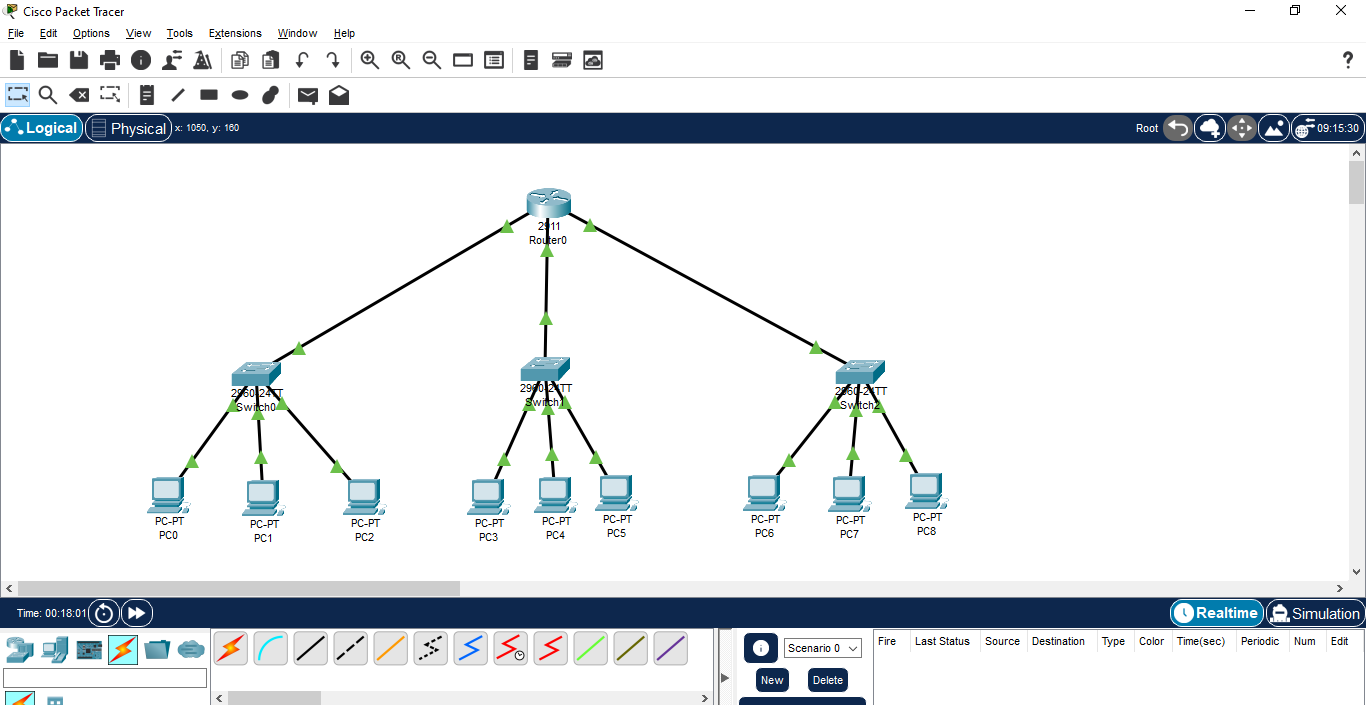 Cisco Packet Tracer
File Edit Options View Tools Extensions Window Help
Logical Physical x: 1050, y: 160 Root 09:15:30
2911
Router0
2960-24TT
Switch0
2960-24TT
Switch1
2960-24TT
Switch2
PC-PT
PC0
PC-PT
PC1
PC-PT
PC2
PC-PT
PC3
PC-PT
PC4
PC-PT
PC5
PC-PT
PC6
PC-PT
PC7
PC-PT
PC8
Time: 00:18:01 Realtime Simulation
Scenario 0
New Delete
Fire Last Status Source Destination Type Color Time(sec) Periodic Num Edit